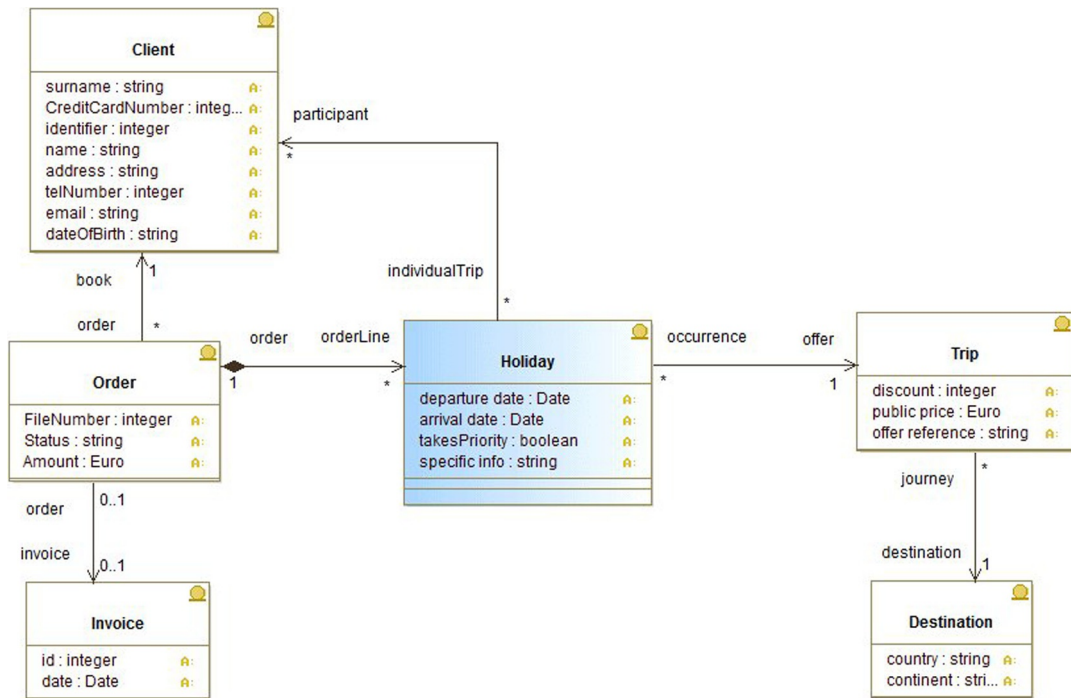 Client
surname : string
CreditCardNumber : integ...
identifier : integer
name : string
address : string
telNumber : integer
email : string
dateOfBirth : string
A:
A:
A:
A:
A:
A:
A:
A:
participant
*
individualTrip
*
1
book
order
*
Order
FileNumber : integer
Status : string
Amount : Euro
A:
A:
A:
order
1
orderLine
*
Holiday
departure date : Date
arrival date : Date
takesPriority : boolean
specific info : string
A:
A:
A:
A:
occurrence
*
offer
1
Trip
discount : integer
public price : Euro
offer reference : string
A:
A:
A:
0..1
order
invoice
0..1
Invoice
id : integer
date : Date
A:
A:
*
journey
destination
1
Destination
country : string
continent : stri...
A:
A: